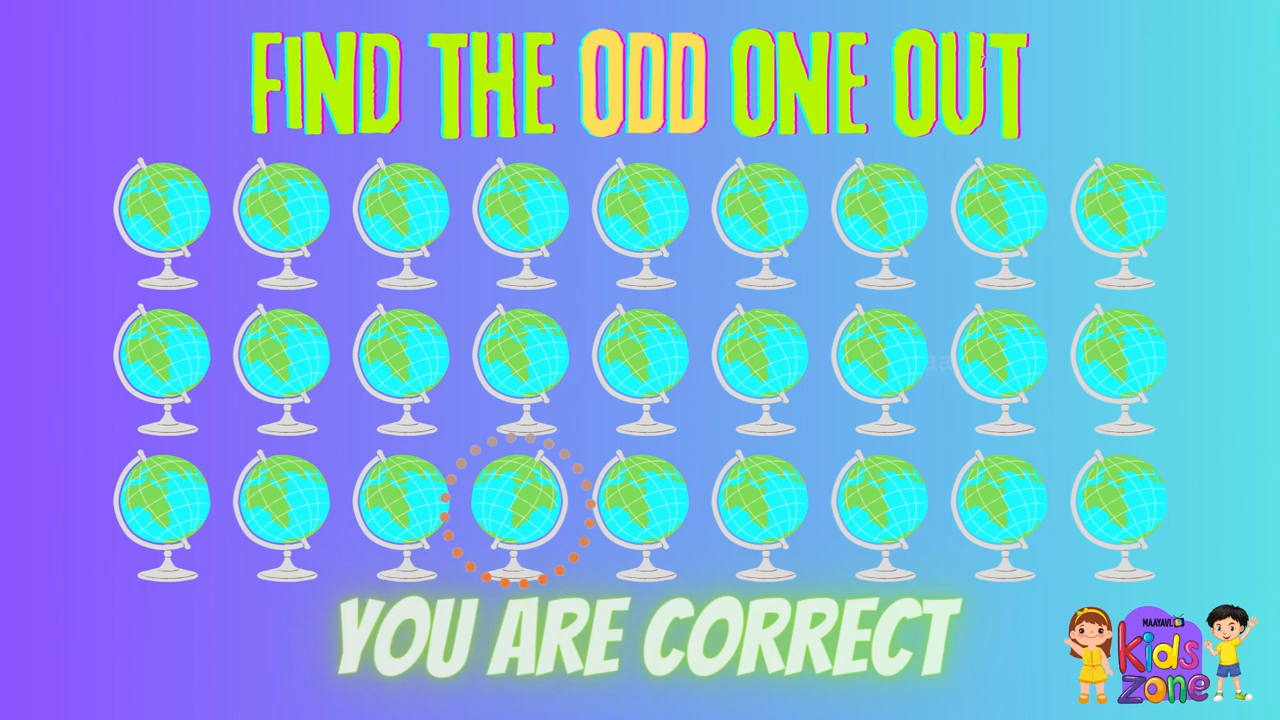 FIND THE ODD ONE OUT
YOU ARE CORRECT
MAAYAVI
Kids
zone